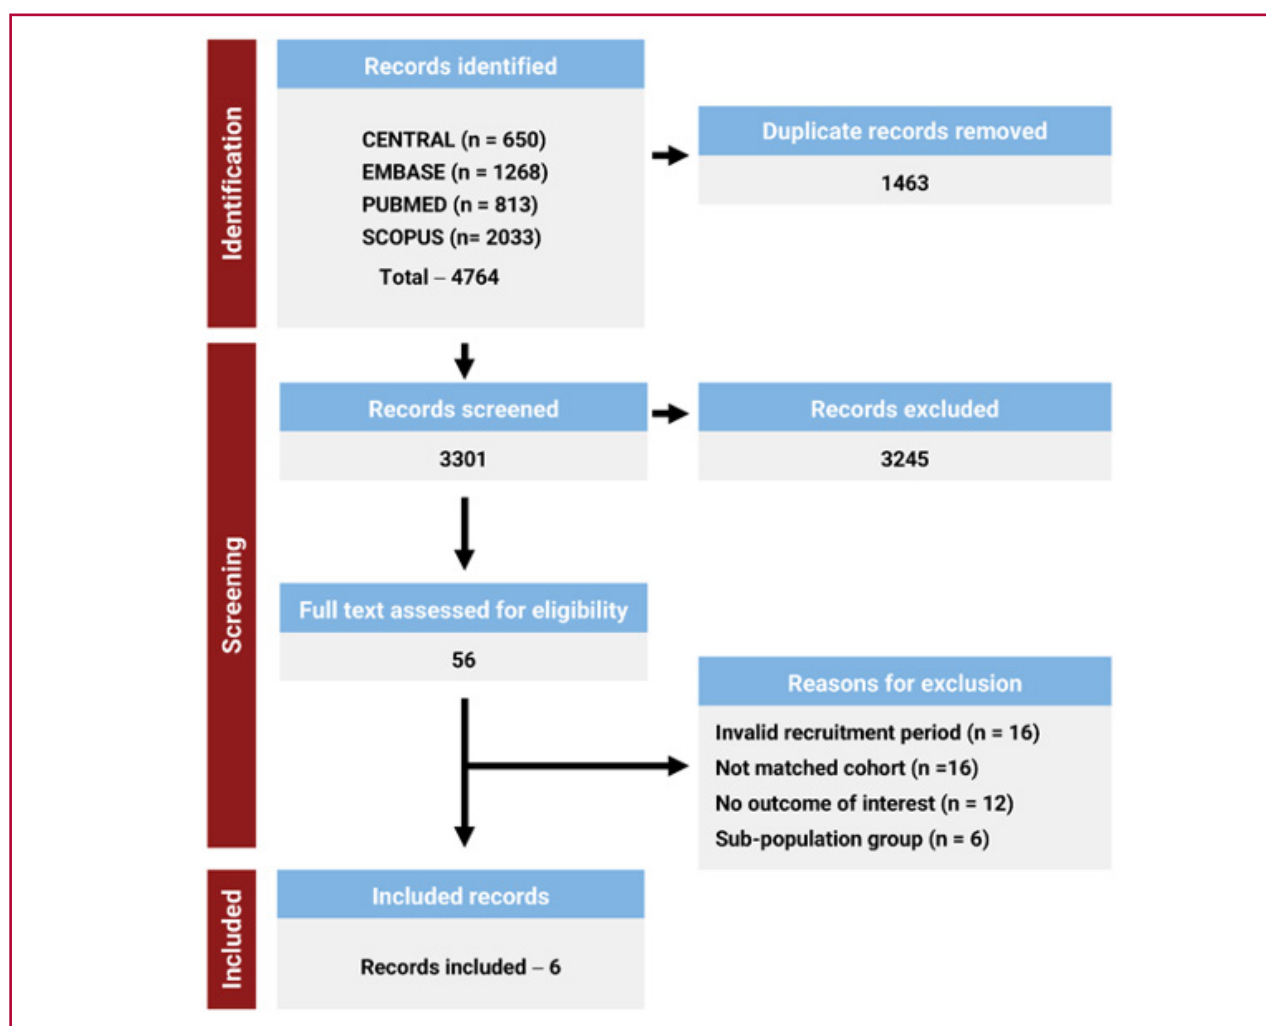 Identification
Records identified
CENTRAL (n = 650)
EMBASE (n = 1268)
PUBMED (n = 813)
SCOPUS (n= 2033)
Total – 4764
Duplicate records removed
1463
Screening
Records screened
3301
Records excluded
3245
Full text assessed for eligibility
56
Reasons for exclusion
Invalid recruitment period (n = 16)
Not matched cohort (n =16)
No outcome of interest (n = 12)
Sub-population group (n = 6)
Included
Included records
Records included – 6